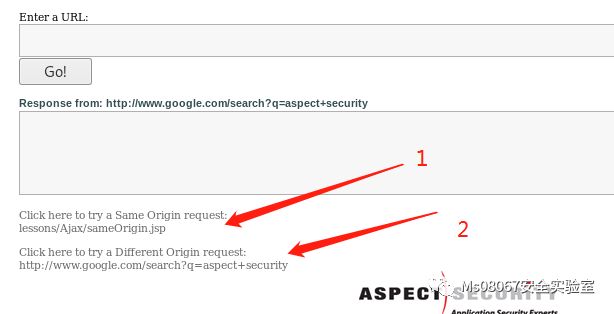 Enter a URL:
Go!
Response from: http://www.google.com/search?q=aspect+security
1
Click here to try a Same Origin request:
lessons/Ajax/sameOrigin.jsp
2
Click here to try a Different Origin request:
http://www.google.com/search?q=aspect+security
Ms08067安全实验室
ASPECT SECURITY
Application Security Experts